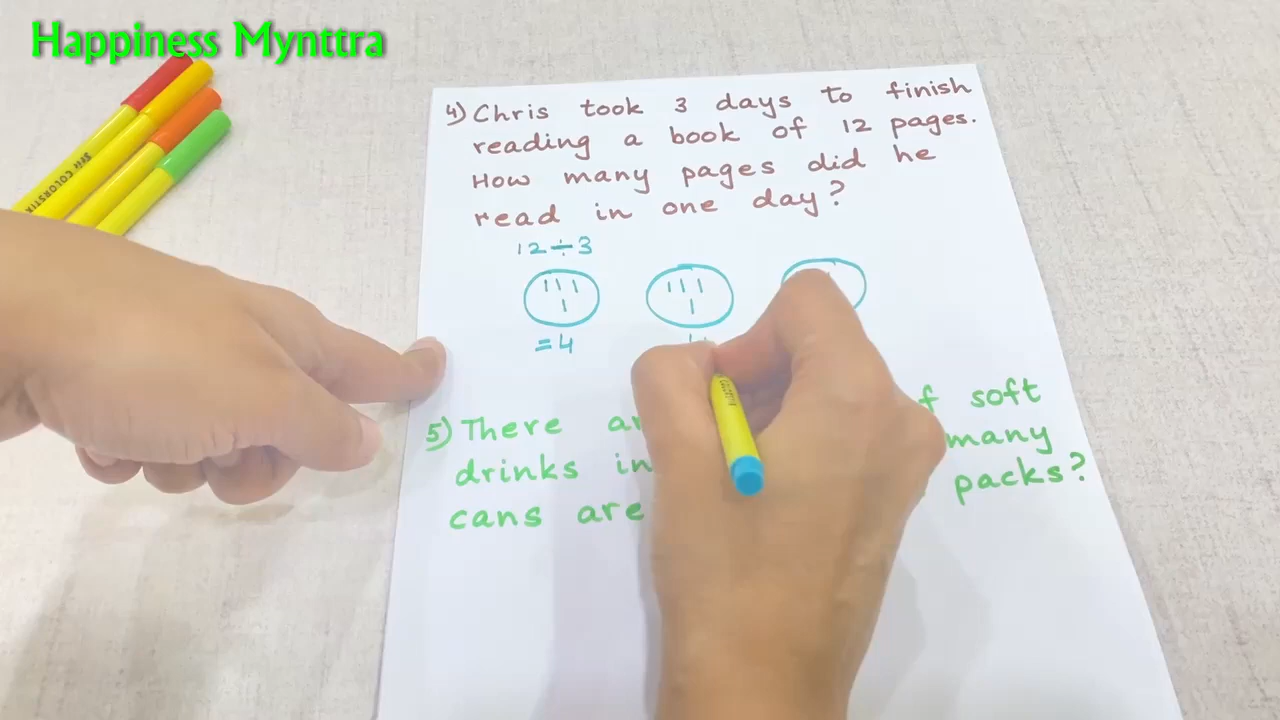 Happiness Mynttra
4) Chris took 3 days to finish
reading a book of 12 pages.
How many pages did he
read in one day?
12÷3
=4
5) There soft
drinks in many
cans are packs?